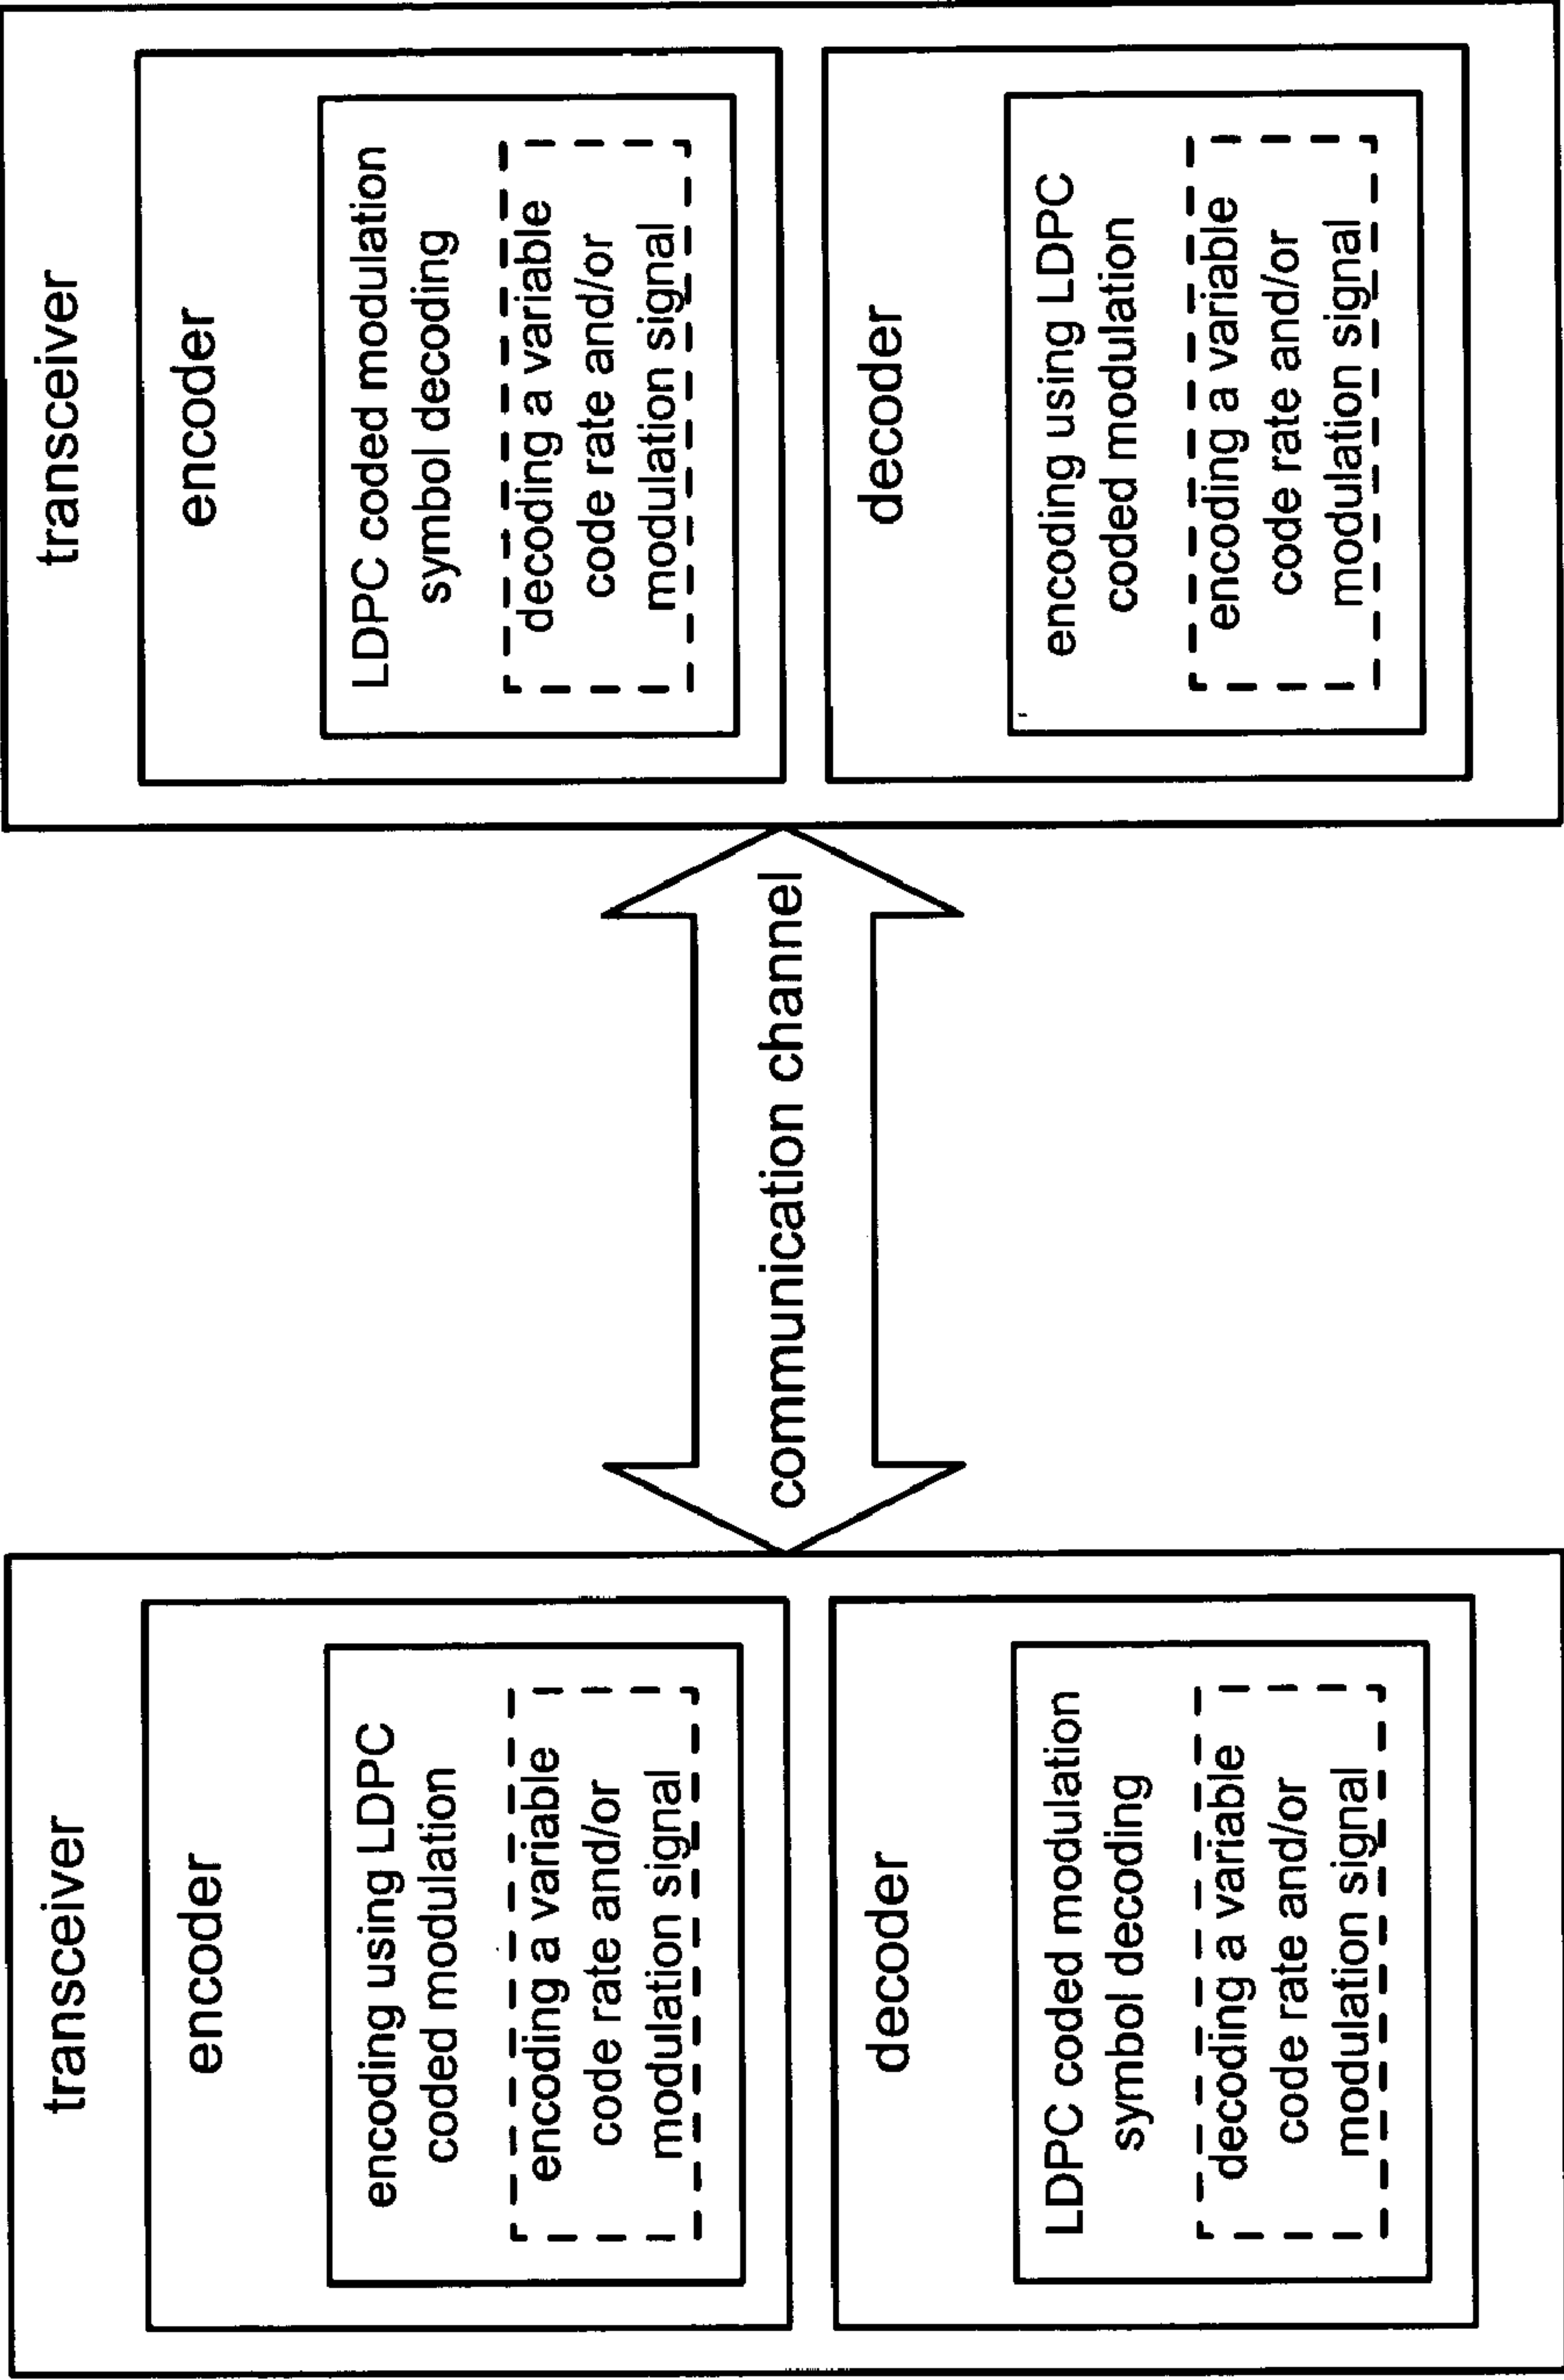 transceiver
encoder
encoding using LDPC
coded modulation
encoding a variable
code rate and/or
modulation signal
decoder
LDPC coded modulation
symbol decoding
decoding a variable
code rate and/or
modulation signal
communication channel
transceiver
encoder
LDPC coded modulation
symbol decoding
decoding a variable
code rate and/or
modulation signal
decoder
encoding using LDPC
coded modulation
encoding a variable
code rate and/or
modulation signal